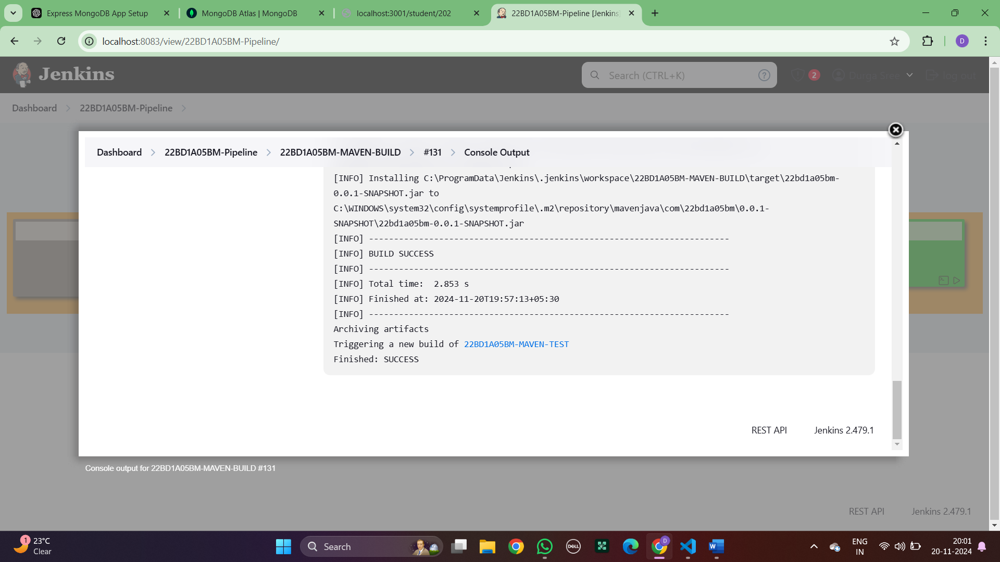 Express MongoDB App Setup
MongoDB Atlas | MongoDB
localhost:3001/student/202
22BD1A05BM-Pipeline [Jenkins]
localhost:8083/view/22BD1A05BM-Pipeline/
D
Jenkins
Search (CTRL+K)
?
2
Durga Sree
log out
Dashboard
22BD1A05BM-Pipeline
Dashboard
22BD1A05BM-Pipeline
22BD1A05BM-MAVEN-BUILD
#131
Console Output
[INFO] Installing C:\ProgramData\Jenkins\.jenkins\workspace\22BD1A05BM-MAVEN-BUILD\target\22bd1a05bm-
0.0.1-SNAPSHOT.jar to
C:\WINDOWS\system32\config\systemprofile\.m2\repository\mavenjava\com\22bd1a05bm\0.0.1-
SNAPSHOT\22bd1a05bm-0.0.1-SNAPSHOT.jar
[INFO] ------------------------------------------------------------------------
[INFO] BUILD SUCCESS
[INFO] ------------------------------------------------------------------------
[INFO] Total time:  2.853 s
[INFO] Finished at: 2024-11-20T19:57:13+05:30
[INFO] ------------------------------------------------------------------------
Archiving artifacts
Triggering a new build of 22BD1A05BM-MAVEN-TEST
Finished: SUCCESS
REST API
Jenkins 2.479.1
Console output for 22BD1A05BM-MAVEN-BUILD #131
REST API
Jenkins 2.479.1
1
23°C
Clear
Search
DELL
D
W
ENG
IN
20:01
20-11-2024